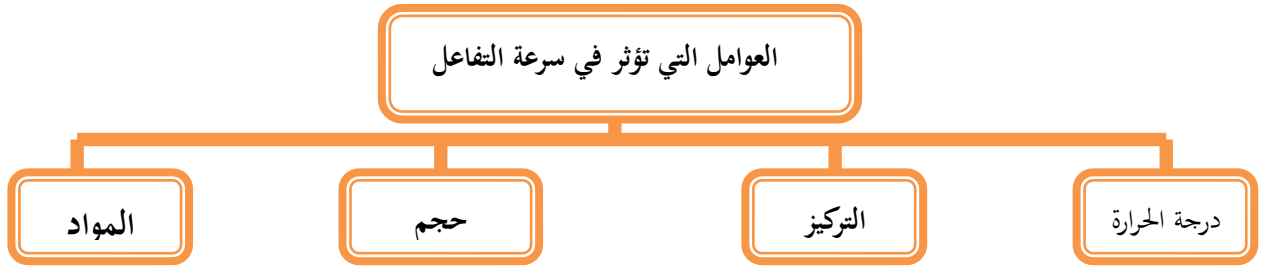 العوامل التي تؤثر في سرعة التفاعل
درجة الحرارة
التركيز
حجم
المواد